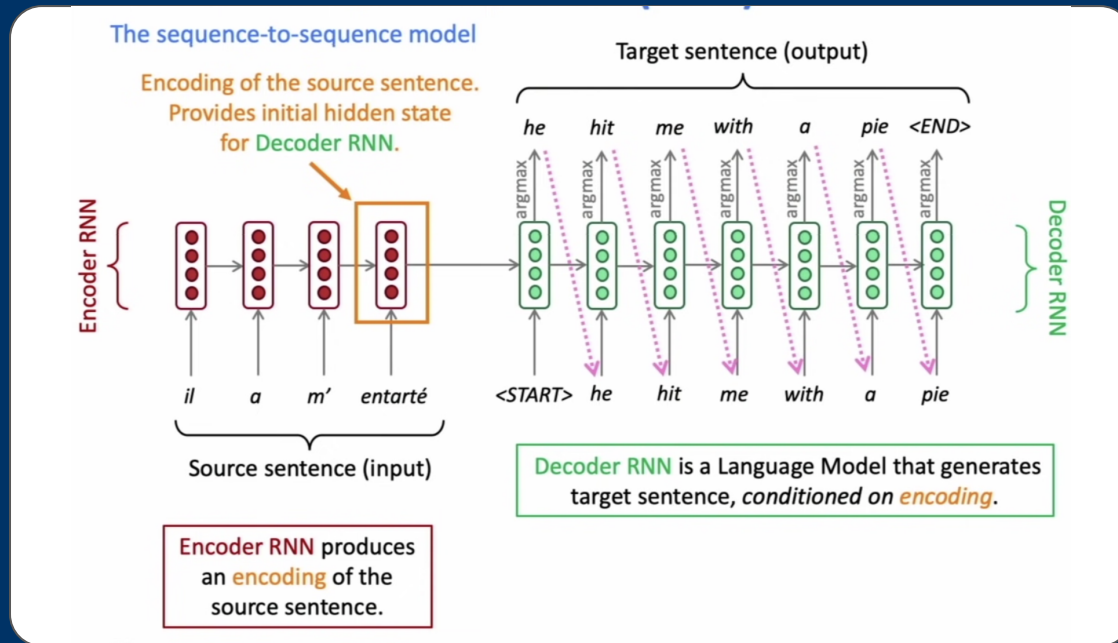 The sequence-to-sequence model
Encoding of the source sentence.
Provides initial hidden state
for Decoder RNN.
Target sentence (output)
he hit me with a pie <END>
argmax argmax argmax argmax argmax argmax argmax
Encoder RNN
Decoder RNN
il a m’ entarté
<START> he hit me with a pie
Source sentence (input)
Decoder RNN is a Language Model that generates
target sentence, conditioned on encoding.
Encoder RNN produces
an encoding of the
source sentence.